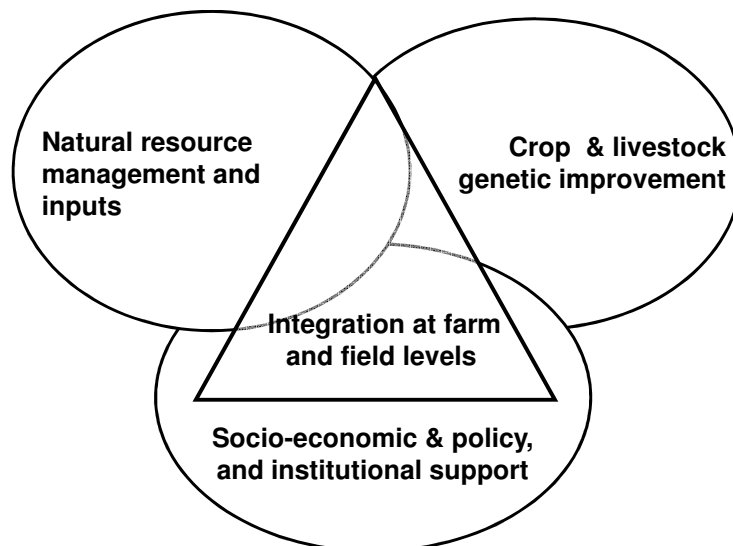 Natural resource
management and
inputs
Crop & livestock
genetic improvement
Integration at farm
and field levels
Socio-economic & policy,
and institutional support